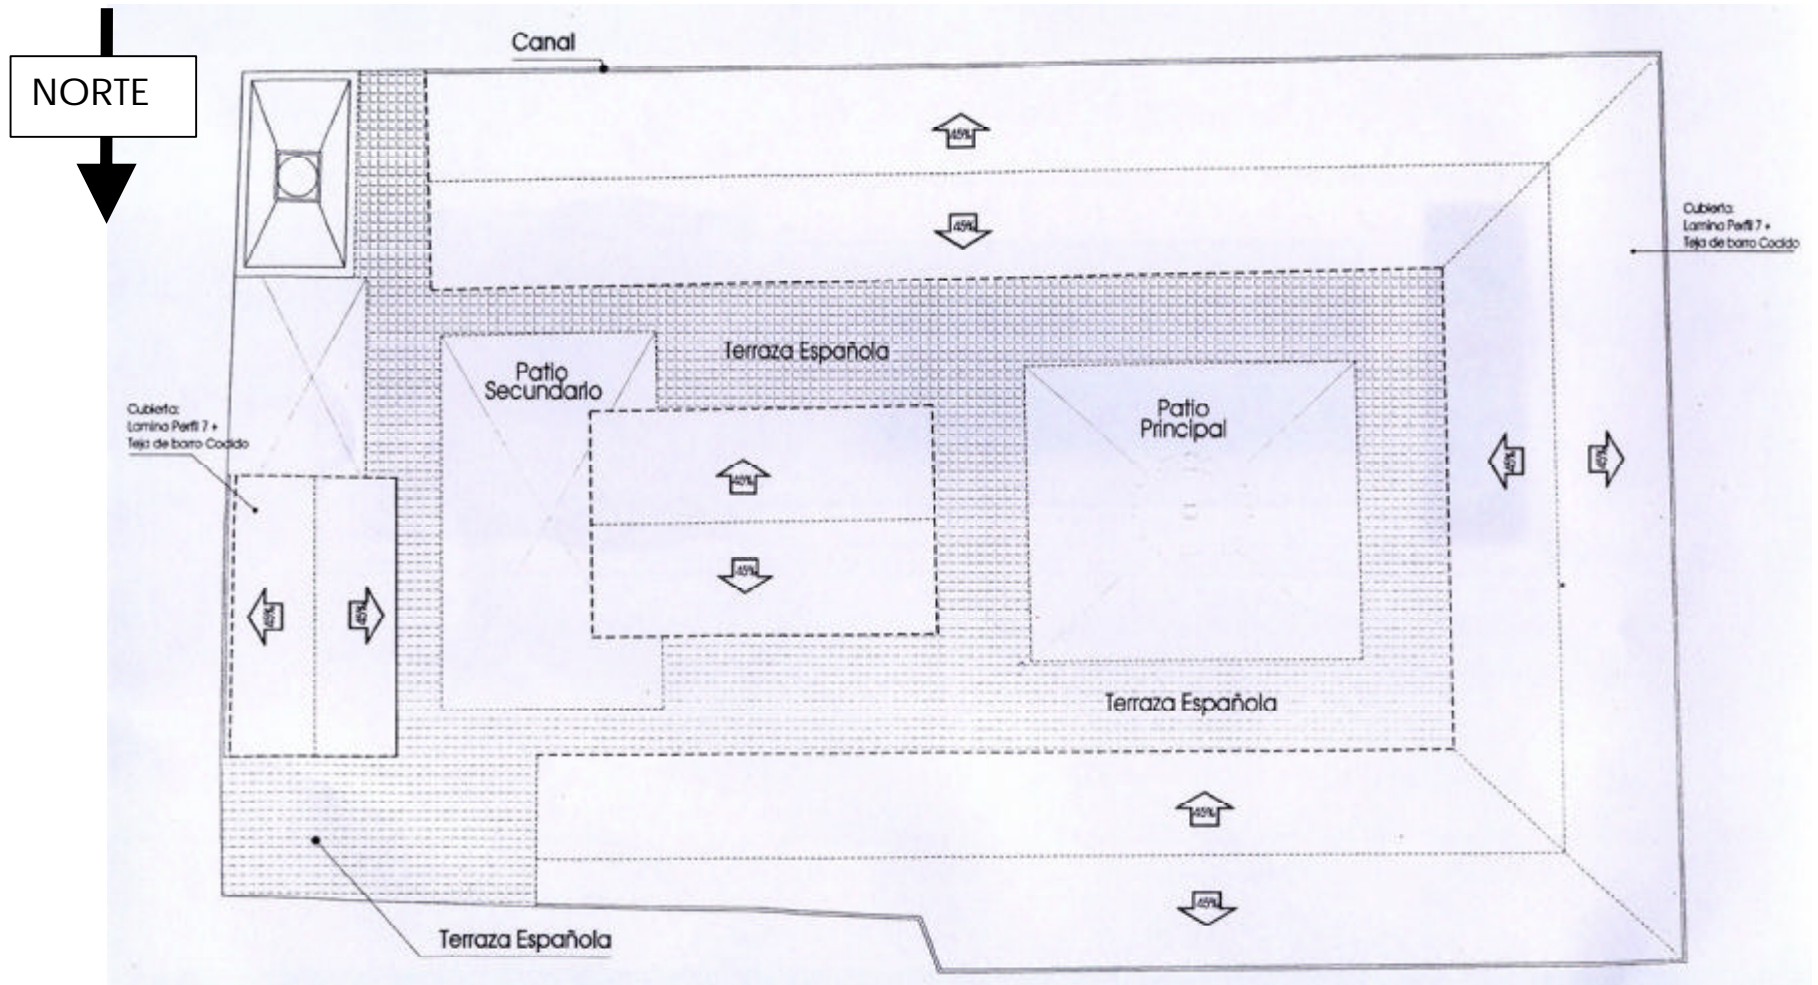 Canal
NORTE
45%
45%
Cubierta:
Lamina Perfil 7 +
Teja de barro Cocido
Terraza Española
Patio
Secundario
Patio
Principal
Cubierta:
Lamina Perfil 7 +
Teja de barro Cocido
45%
45%
45%
45%
45%
45%
Terraza Española
45%
45%
Terraza Española